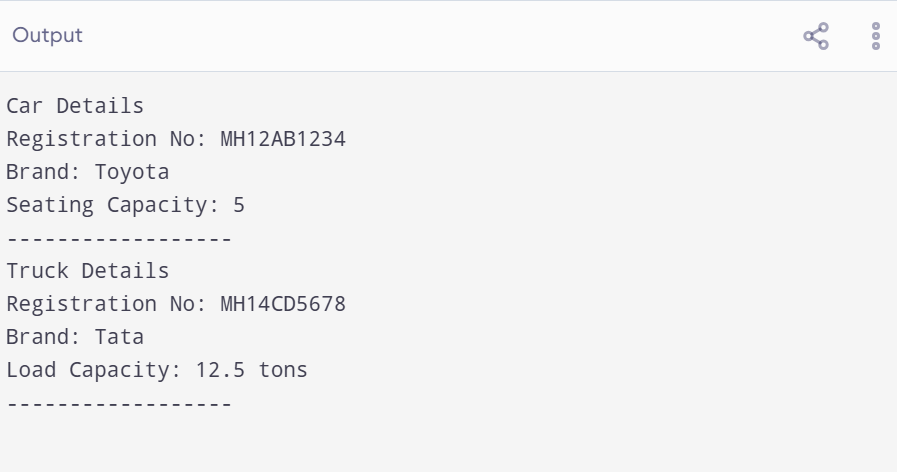 Output
Car Details
Registration No: MH12AB1234
Brand: Toyota
Seating Capacity: 5
------------------
Truck Details
Registration No: MH14CD5678
Brand: Tata
Load Capacity: 12.5 tons
------------------